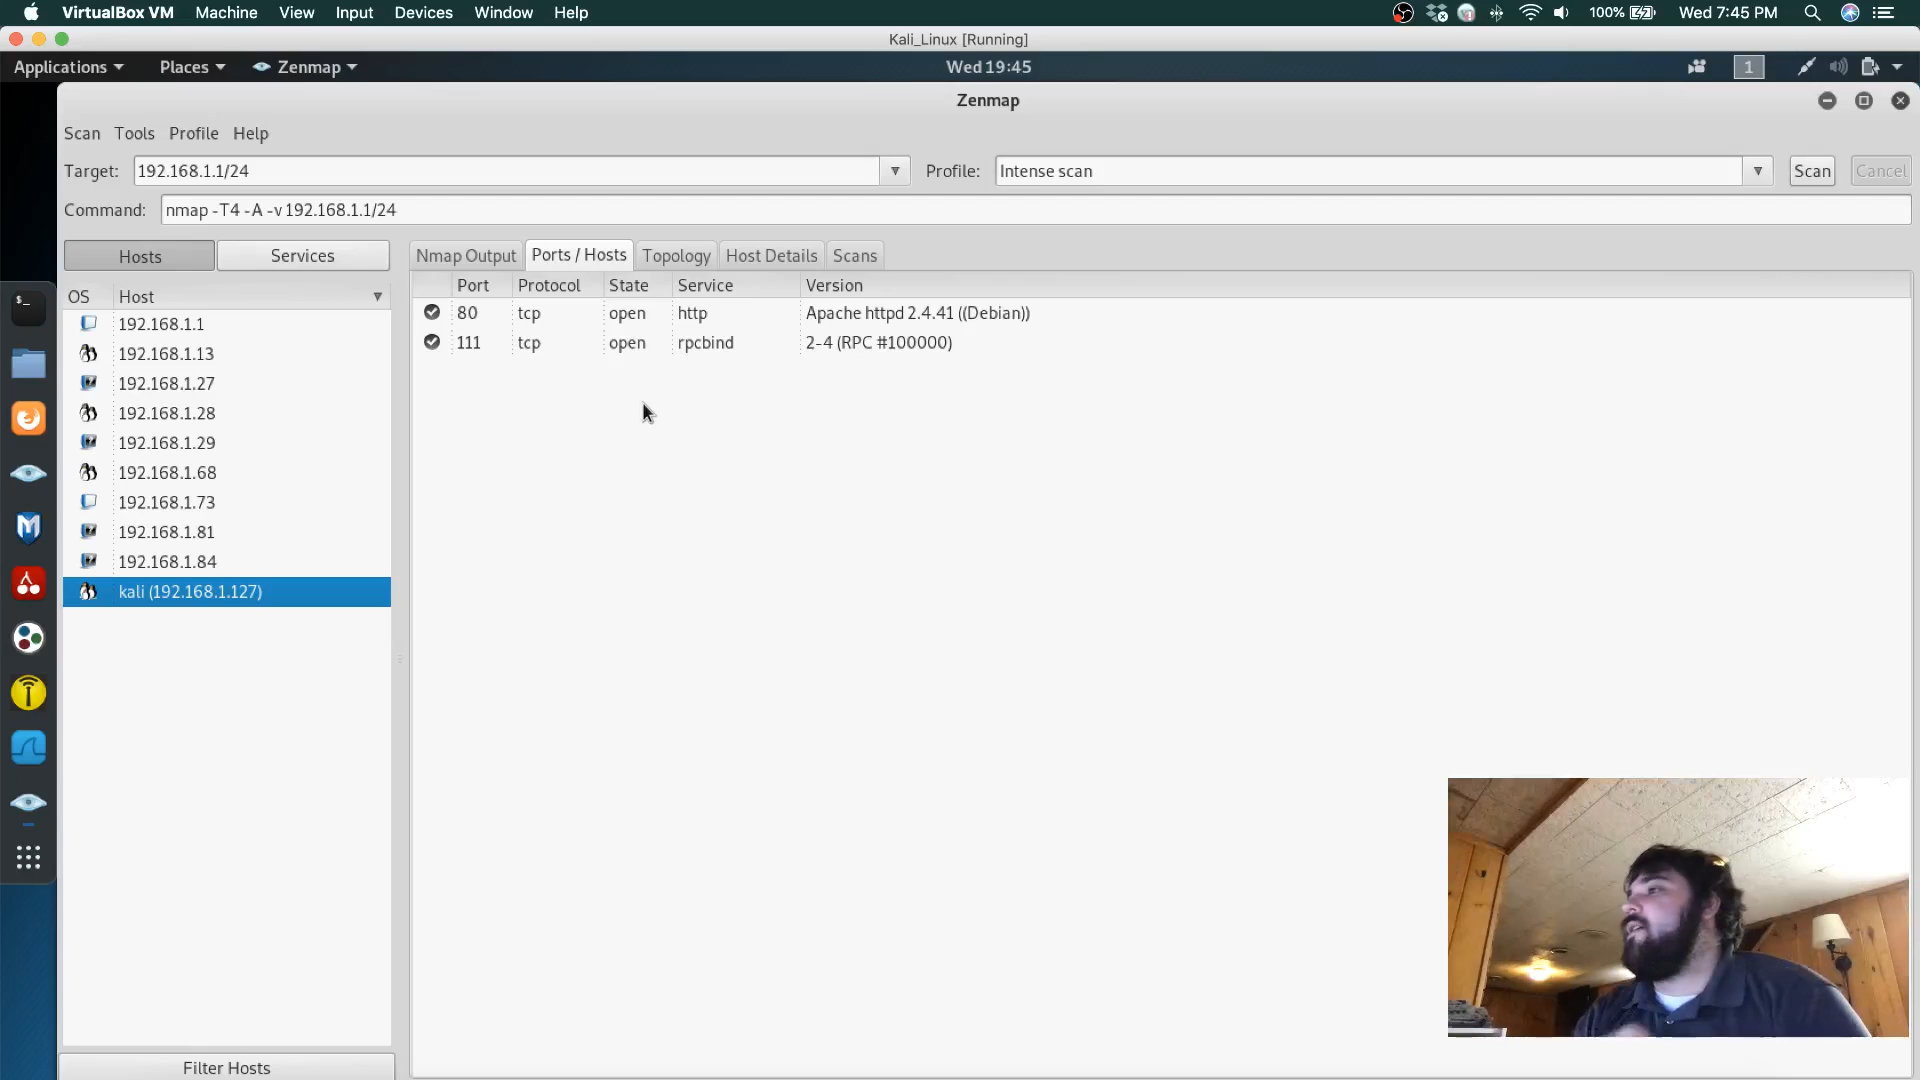 VirtualBox VM Machine View Input Devices Window Help 100% Wed 7:45 PM
Kali_Linux [Running]
Applications Places Zenmap Wed 19:45 1
Zenmap
Scan Tools Profile Help
Target: 192.168.1.1/24 Profile: Intense scan Scan Cancel
Command: nmap -T4 -A -v 192.168.1.1/24
Hosts Services Nmap Output Ports / Hosts Topology Host Details Scans
OS Host Port Protocol State Service Version
192.168.1.1 80 tcp open http Apache httpd 2.4.41 ((Debian))
192.168.1.13 111 tcp open rpcbind 2-4 (RPC #100000)
192.168.1.27
192.168.1.28
192.168.1.29
192.168.1.68
192.168.1.73
192.168.1.81
192.168.1.84
kali (192.168.1.127)
Filter Hosts